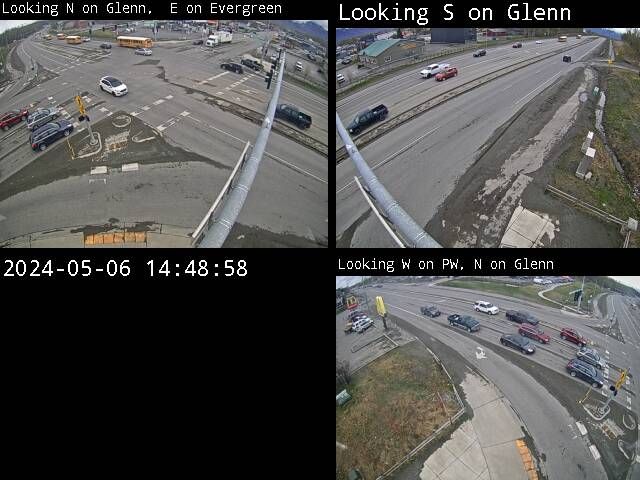 Looking N on Glenn,  E on Evergreen
Looking S on Glenn
2024-05-06 14:48:58
Looking W on PW, N on Glenn